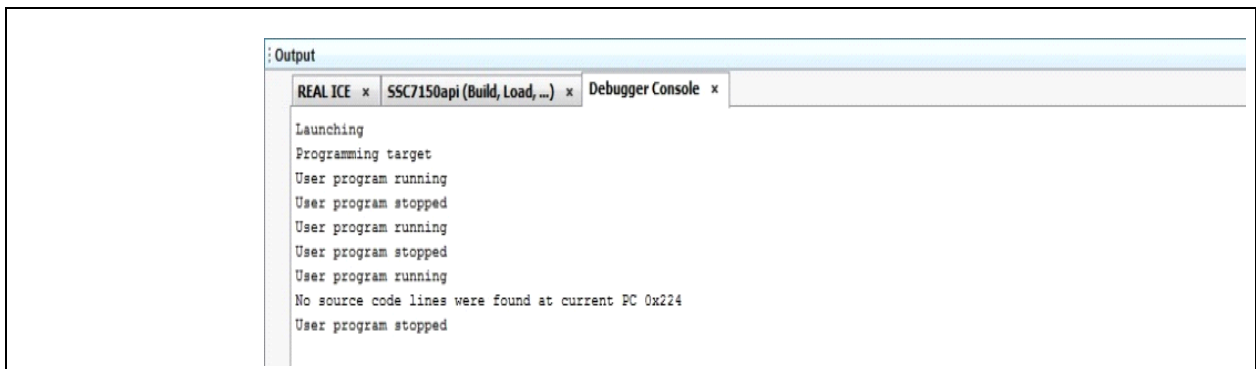 Output
REAL ICE x SSC7150api (Build, Load, ...) x Debugger Console x
Launching
Programming target
User program running
User program stopped
User program running
User program stopped
User program running
No source code lines were found at current PC 0x224
User program stopped